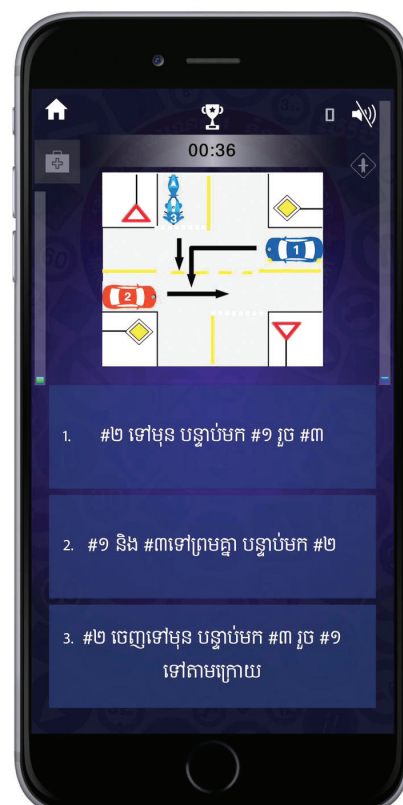 00:36
3
1
2
1. #២ ទៅមុន បន្ទាប់មក #១ រួច #៣
2. #១ និង #៣ទៅព្រមគ្នា បន្ទាប់មក #២
3. #២ ចេញទៅមុន បន្ទាប់មក #៣ រួច #១
ទៅតាមក្រោយ